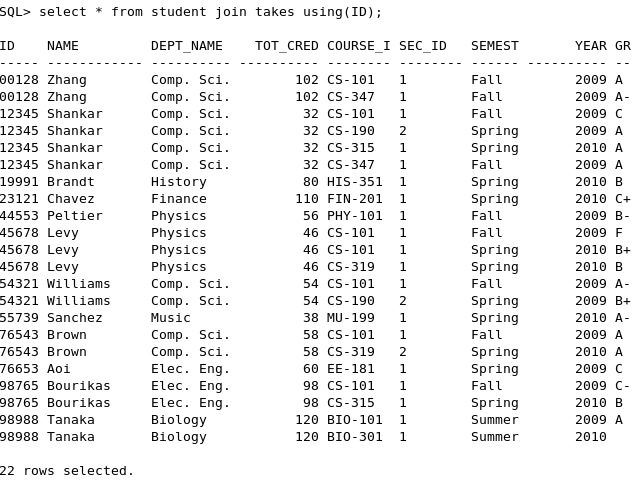 SQL> select * from student join takes using(ID);
ID    NAME         DEPT_NAME    TOT_CRED COURSE_I SEC_ID   SEMEST       YEAR GR
----- ------------ ---------- ---------- -------- -------- ------ ---------- --
00128 Zhang        Comp. Sci.        102 CS-101   1        Fall         2009 A
00128 Zhang        Comp. Sci.        102 CS-347   1        Fall         2009 A-
12345 Shankar      Comp. Sci.         32 CS-101   1        Fall         2009 C
12345 Shankar      Comp. Sci.         32 CS-190   2        Spring       2009 A
12345 Shankar      Comp. Sci.         32 CS-315   1        Spring       2010 A
12345 Shankar      Comp. Sci.         32 CS-347   1        Fall         2009 A
19991 Brandt       History            80 HIS-351  1        Spring       2010 B
23121 Chavez       Finance           110 FIN-201  1        Spring       2010 C+
44553 Peltier      Physics            56 PHY-101  1        Fall         2009 B-
45678 Levy         Physics            46 CS-101   1        Fall         2009 F
45678 Levy         Physics            46 CS-101   1        Spring       2010 B+
45678 Levy         Physics            46 CS-319   1        Spring       2010 B
54321 Williams     Comp. Sci.         54 CS-101   1        Fall         2009 A-
54321 Williams     Comp. Sci.         54 CS-190   2        Spring       2009 B+
55739 Sanchez      Music              38 MU-199   1        Spring       2010 A-
76543 Brown        Comp. Sci.         58 CS-101   1        Fall         2009 A
76543 Brown        Comp. Sci.         58 CS-319   2        Spring       2010 A
76653 Aoi          Elec. Eng.         60 EE-181   1        Spring       2009 C
98765 Bourikas     Elec. Eng.         98 CS-101   1        Fall         2009 C-
98765 Bourikas     Elec. Eng.         98 CS-315   1        Spring       2010 B
98988 Tanaka       Biology           120 BIO-101  1        Summer       2009 A
98988 Tanaka       Biology           120 BIO-301  1        Summer       2010
22 rows selected.